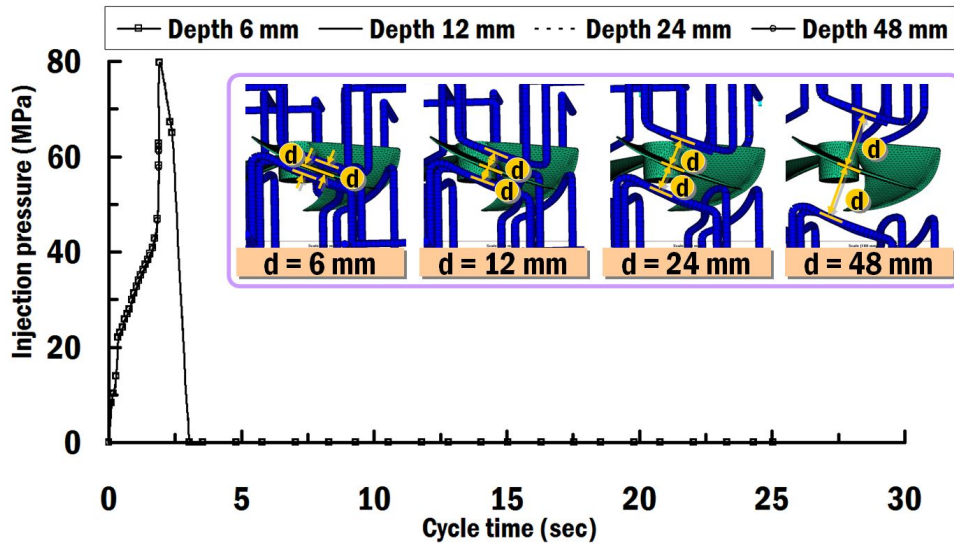 Depth 6 mm Depth 12 mm Depth 24 mm Depth 48 mm
Injection pressure (MPa)
80
60
40
20
0
d
d
d = 6 mm
d
d
d = 12 mm
d
d
d = 24 mm
d
d
d = 48 mm
0 5 10 15 20 25 30
Cycle time (sec)